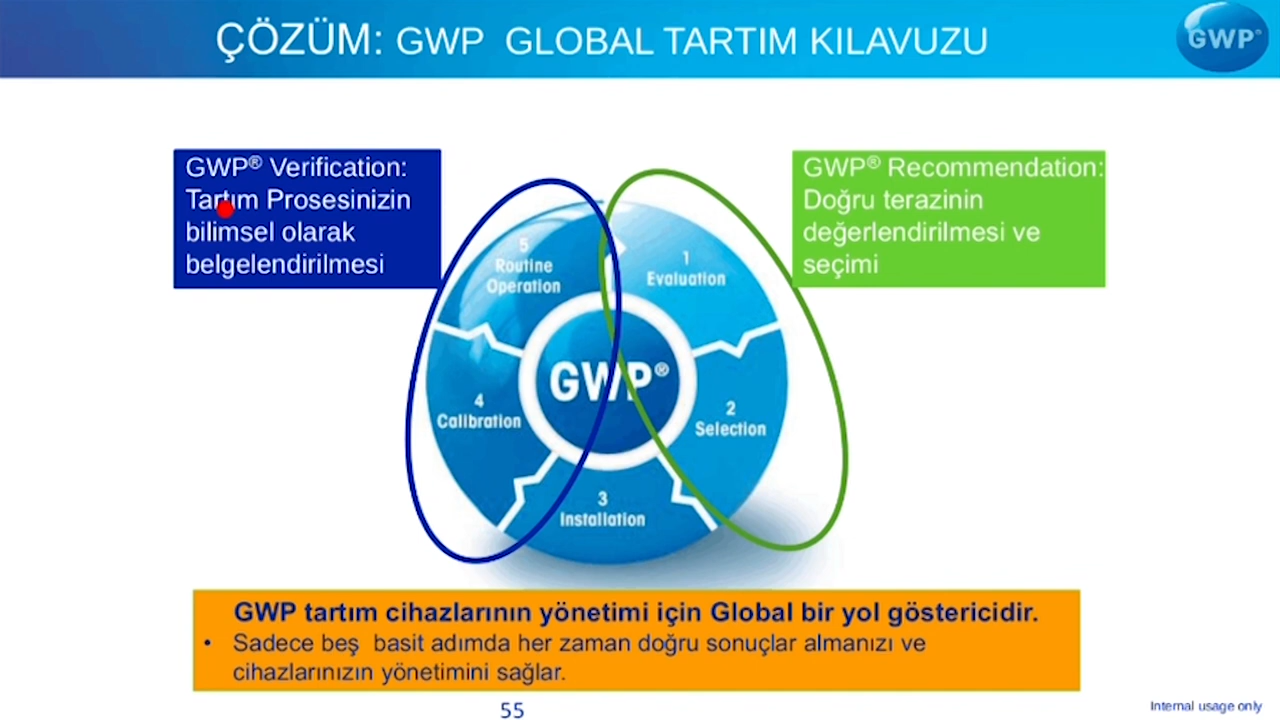 ÇÖZÜM: GWP GLOBAL TARTIM KILAVUZU
GWP®
GWP® Verification:
Tartım Prosesinizin
bilimsel olarak
belgelendirilmesi
GWP® Recommendation:
Doğru terazinin
değerlendirilmesi ve
seçimi
5
Routine
Operation
1
Evaluation
GWP®
4
Calibration
2
Selection
3
Installation
GWP tartım cihazlarının yönetimi için Global bir yol göstericidir.
• Sadece beş basit adımda her zaman doğru sonuçlar almanızı ve
cihazlarınızın yönetimini sağlar.
55
Internal usage only